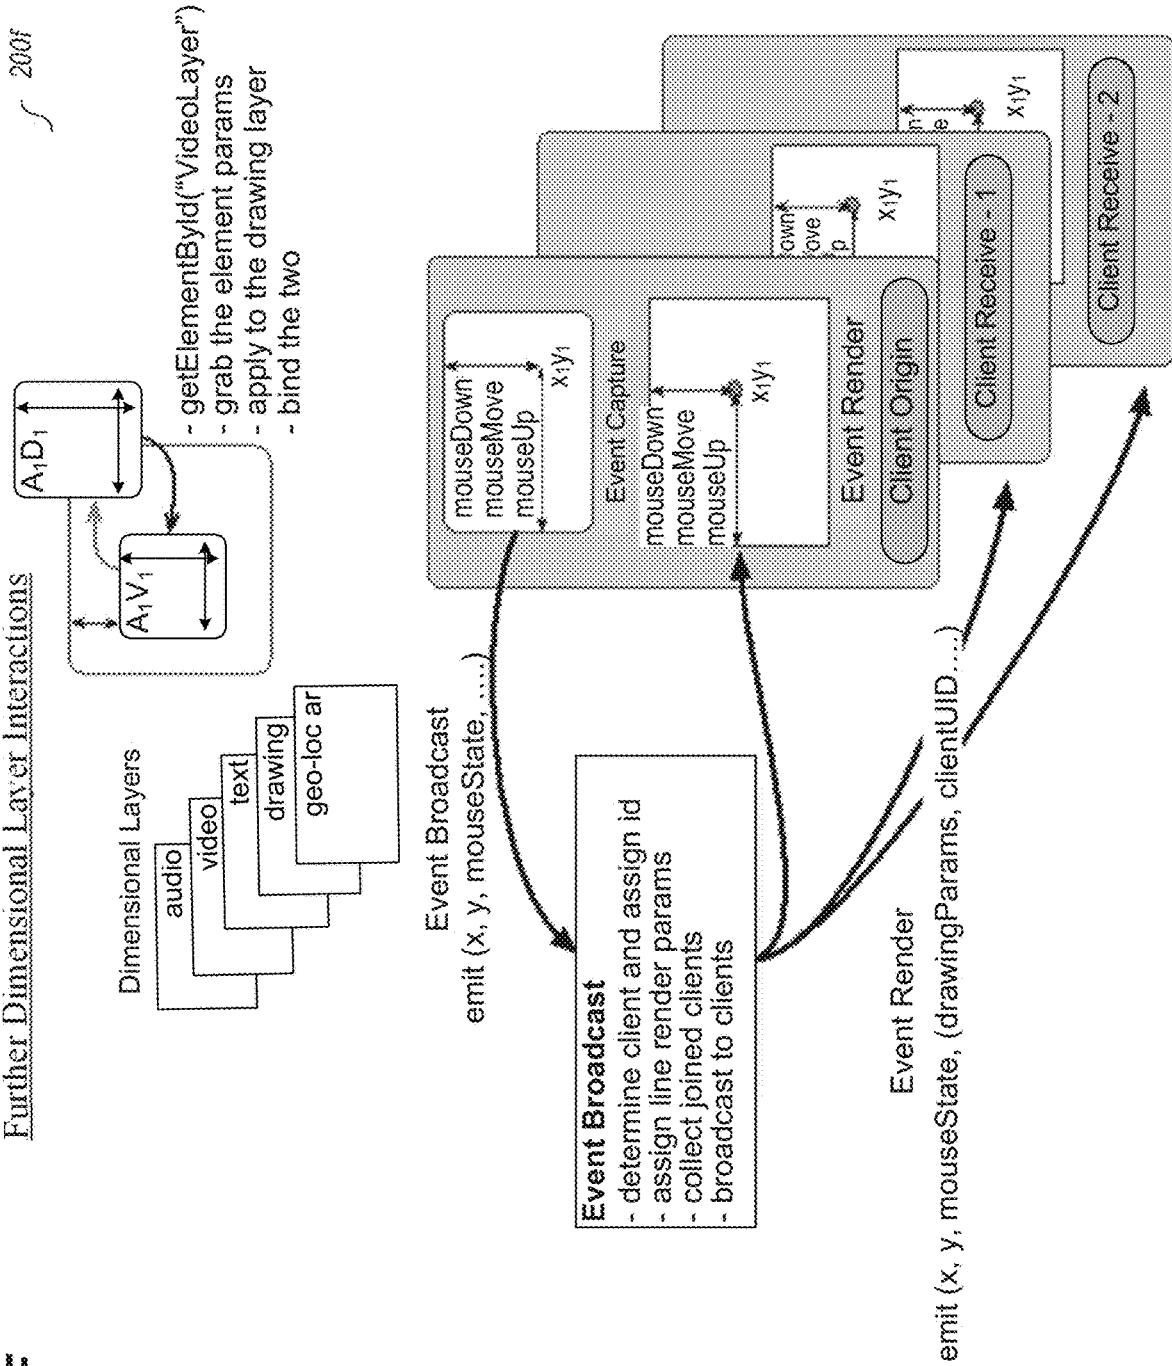 Further Dimensional Layer Interactions
200f
Dimensional Layers
audio
video
text
drawing
geo-loc ar
A₁V₁
A₁D₁
- getElementById("VideoLayer")
- grab the element params
- apply to the drawing layer
- bind the two
Event Broadcast
emit (x, y, mouseState, ....)
Event Broadcast
- determine client and assign id
- assign line render params
- collect joined clients
- broadcast to clients
mouseDown
mouseMove
mouseUp
x₁y₁
Event Capture
mouseDown
mouseMove
mouseUp
x₁y₁
Event Render
Client Origin
own
ove
p
x₁y₁
Client Receive - 1
n
e
x₁y₁
Client Receive - 2
Event Render
emit (x, y, mouseState, (drawingParams, clientUID....)